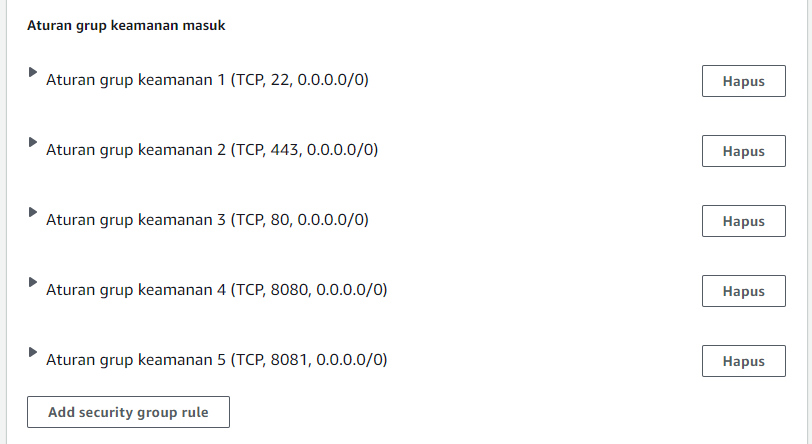 Aturan grup keamanan masuk
Aturan grup keamanan 1 (TCP, 22, 0.0.0.0/0)
Hapus
Aturan grup keamanan 2 (TCP, 443, 0.0.0.0/0)
Hapus
Aturan grup keamanan 3 (TCP, 80, 0.0.0.0/0)
Hapus
Aturan grup keamanan 4 (TCP, 8080, 0.0.0.0/0)
Hapus
Aturan grup keamanan 5 (TCP, 8081, 0.0.0.0/0)
Hapus
Add security group rule